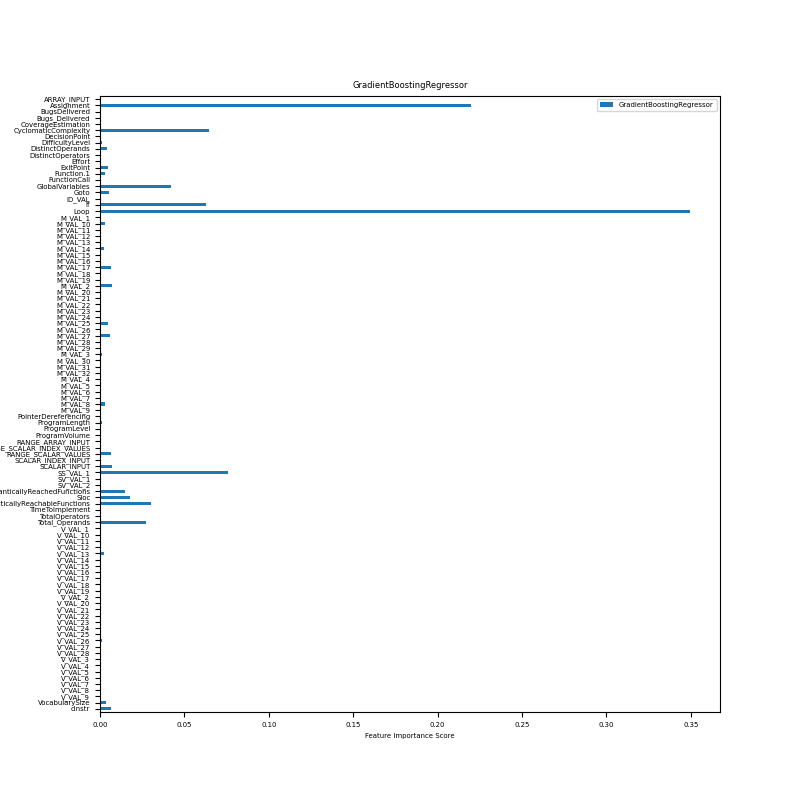 GradientBoostingRegressor
GradientBoostingRegressor
ARRAY_INPUT
Assignment
BugsDelivered
Bugs_Delivered
CoverageEstimation
CyclomaticComplexity
DecisionPoint
DifficultyLevel
DistinctOperands
DistinctOperators
Effort
ExitPoint
Function.1
FunctionCall
GlobalVariables
Goto
ID_VAL
If
Loop
M_VAL_1
M_VAL_10
M_VAL_11
M_VAL_12
M_VAL_13
M_VAL_14
M_VAL_15
M_VAL_16
M_VAL_17
M_VAL_18
M_VAL_19
M_VAL_2
M_VAL_20
M_VAL_21
M_VAL_22
M_VAL_23
M_VAL_24
M_VAL_25
M_VAL_26
M_VAL_27
M_VAL_28
M_VAL_29
M_VAL_3
M_VAL_30
M_VAL_31
M_VAL_32
M_VAL_4
M_VAL_5
M_VAL_6
M_VAL_7
M_VAL_8
M_VAL_9
PointerDereferencing
ProgramLength
ProgramLevel
ProgramVolume
RANGE_ARRAY_INPUT
E_SCALAR_INDEX_VALUES
RANGE_SCALAR_VALUES
SCALAR_INDEX_INPUT
SCALAR_INPUT
SS_VAL_1
SV_VAL_1
SV_VAL_2
anticallyReachedFunctions
Sloc
ticallyReachableFunctions
TimeToImplement
TotalOperators
Total_Operands
V_VAL_1
V_VAL_10
V_VAL_11
V_VAL_12
V_VAL_13
V_VAL_14
V_VAL_15
V_VAL_16
V_VAL_17
V_VAL_18
V_VAL_19
V_VAL_2
V_VAL_20
V_VAL_21
V_VAL_22
V_VAL_23
V_VAL_24
V_VAL_25
V_VAL_26
V_VAL_27
V_VAL_28
V_VAL_3
V_VAL_4
V_VAL_5
V_VAL_6
V_VAL_7
V_VAL_8
V_VAL_9
VocabularySize
cinstr
0.00 0.05 0.10 0.15 0.20 0.25 0.30 0.35
Feature Importance Score